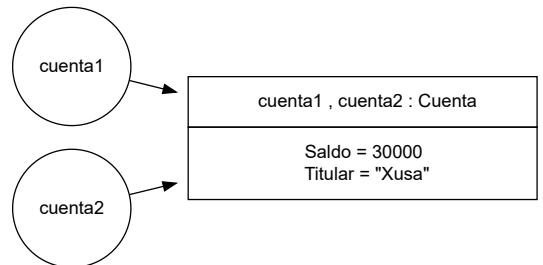 cuenta1
cuenta1 , cuenta2 : Cuenta
Saldo = 30000
Titular = "Xusa"
cuenta2